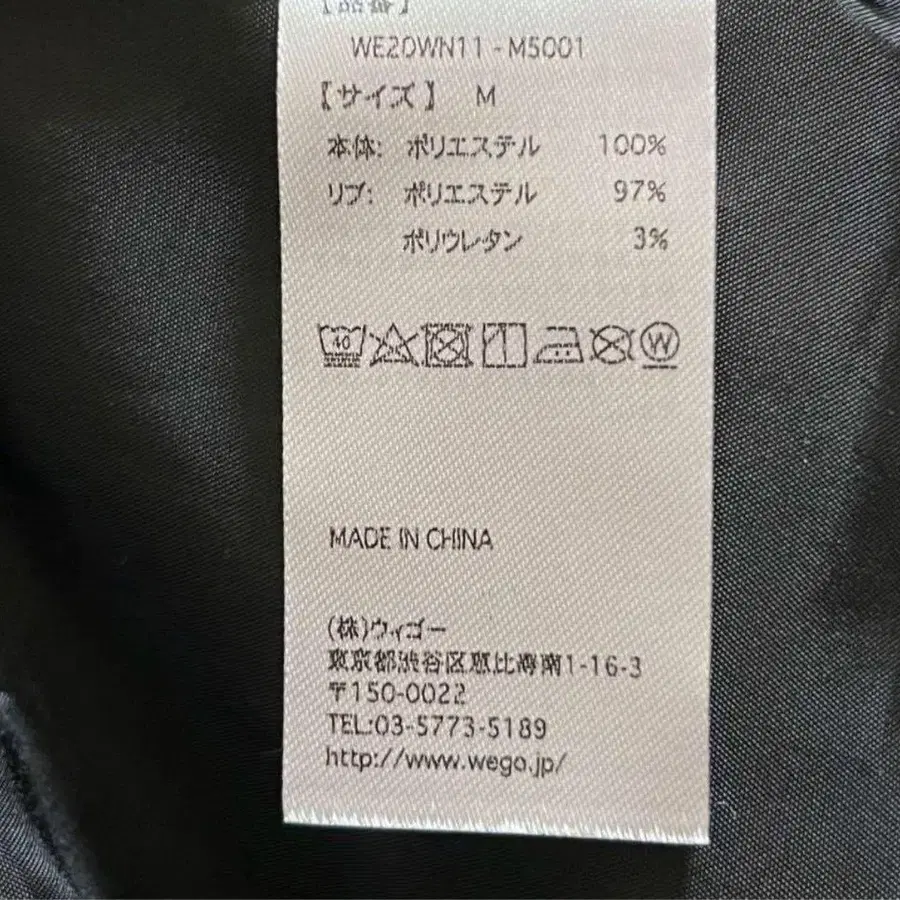 【品番】
WE20WN11-M5001
【サイズ】 M
本体: ポリエステル 100%
リブ: ポリエステル 97%
ポリウレタン 3%
40
W
MADE IN CHINA
(株)ウィゴー
東京都渋谷区恵比寿南1-16-3
〒150-0022
TEL:03-5773-5189
http://www.wego.jp/